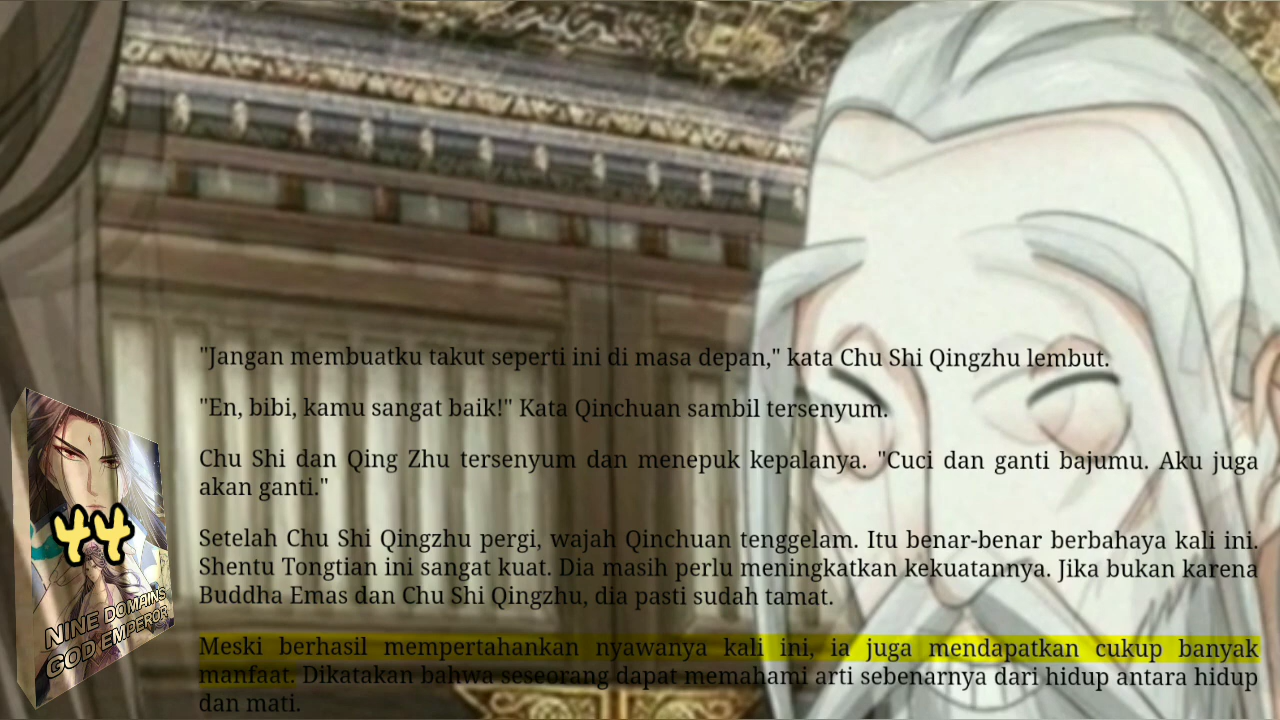 "Jangan membuatku takut seperti ini di masa depan," kata Chu Shi Qingzhu lembut.
"En, bibi, kamu sangat baik!" Kata Qinchuan sambil tersenyum.
Chu Shi dan Qing Zhu tersenyum dan menepuk kepalanya. "Cuci dan ganti bajumu. Aku juga
akan ganti."
Setelah Chu Shi Qingzhu pergi, wajah Qinchuan tenggelam. Itu benar-benar berbahaya kali ini.
Shentu Tongtian ini sangat kuat. Dia masih perlu meningkatkan kekuatannya. Jika bukan karena
Buddha Emas dan Chu Shi Qingzhu, dia pasti sudah tamat.
Meski berhasil mempertahankan nyawanya kali ini, ia juga mendapatkan cukup banyak
manfaat. Dikatakan bahwa seseorang dapat memahami arti sebenarnya dari hidup antara hidup
dan mati.
44
NINE DOMAINS
GOD EMPEROR